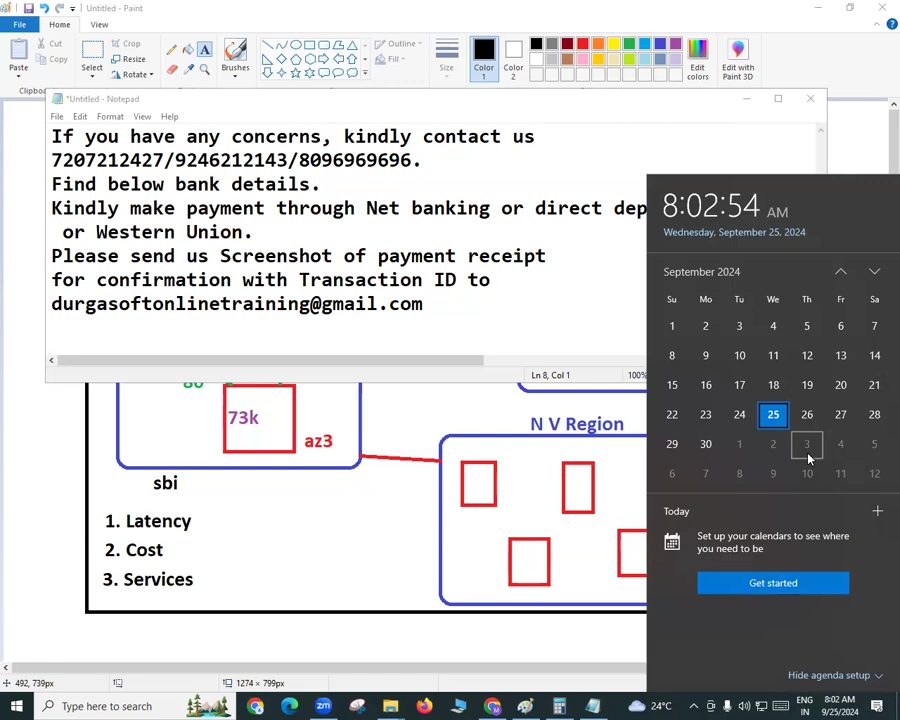 Untitled - Paint
File
Home
View
Paste
Cut
Copy
Clipboa
Select
Crop
Resize
Rotate
Brushes
Outline
Fill
Size
Color
1
Color
2
Edit
colors
Edit with
Paint 3D
*Untitled - Notepad
File Edit Format View Help
If you have any concerns, kindly contact us
7207212427/9246212143/8096969696.
Find below bank details.
Kindly make payment through Net banking or direct dep
or Western Union.
Please send us Screenshot of payment receipt
for confirmation with Transaction ID to
durgasoftonlinetraining@gmail.com
Ln 8, Col 1
100%
73k
az3
sbi
1. Latency
2. Cost
3. Services
N V Region
8:02:54 AM
Wednesday, September 25, 2024
September 2024
Su Mo Tu We Th Fr Sa
1 2 3 4 5 6 7
8 9 10 11 12 13 14
15 16 17 18 19 20 21
22 23 24 25 26 27 28
29 30 1 2 3 4 5
6 7 8 9 10 11 12
Today
Set up your calendars to see where
you need to be
Get started
Hide agenda setup
492, 739px
1274 × 799px
Type here to search
24°C
ENG
IN
8:02 AM
9/25/2024